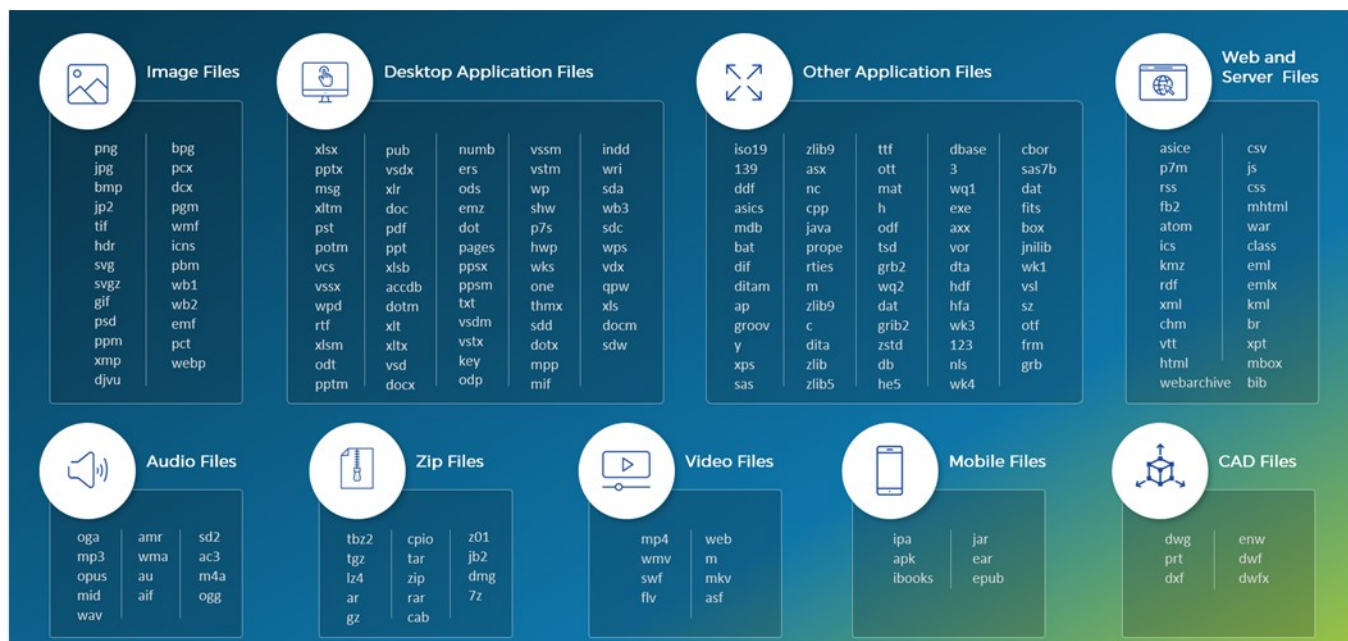 Image Files
png
jpg
bmp
jp2
tif
hdr
svg
svgz
gif
psd
ppm
xmp
djvu
bpg
pcx
dcx
pgm
wmf
icns
pbm
wb1
wb2
emf
pct
webp
Desktop Application Files
xlsx
pptx
msg
xltm
pst
potm
vcs
vssx
wpd
rtf
xlsm
odt
pptm
pub
vsdx
xlr
doc
pdf
ppt
xlsb
accdb
dotm
xlt
xltx
vsd
docx
numb
ers
ods
emz
dot
pages
ppsx
ppsm
txt
vsdm
vstx
key
odp
vssm
vstm
wp
shw
p7s
hwp
wks
one
thmx
sdd
dotx
mpp
mif
indd
wri
sda
wb3
sdc
wps
vdx
qpw
xls
docm
sdw
Other Application Files
iso19
139
ddf
asics
mdb
bat
dif
ditam
ap
groov
y
xps
sas
zlib9
asx
nc
cpp
java
prope
rties
m
zlib9
c
dita
zlib
zlib5
ttf
ott
mat
h
odf
tsd
grb2
wq2
dat
grib2
zstd
db
he5
dbase
3
wq1
exe
axx
vor
dta
hdf
hfa
wk3
123
nls
wk4
cbor
sas7b
dat
fits
box
jnilib
wk1
vsl
sz
otf
frm
grb
Web and
Server Files
asice
p7m
rss
fb2
atom
ics
kmz
rdf
xml
chm
vtt
html
webarchive
csv
js
css
mhtml
war
class
eml
emlx
kml
br
xpt
mbox
bib
Audio Files
oga
mp3
opus
mid
wav
amr
wma
au
aif
sd2
ac3
m4a
ogg
Zip Files
tbz2
tgz
lz4
ar
gz
cpio
tar
zip
rar
cab
z01
jb2
dmg
7z
Video Files
mp4
wmv
swf
flv
web
m
mkv
asf
Mobile Files
ipa
apk
ibooks
jar
ear
epub
CAD Files
dwg
prt
dxf
enw
dwf
dwfx